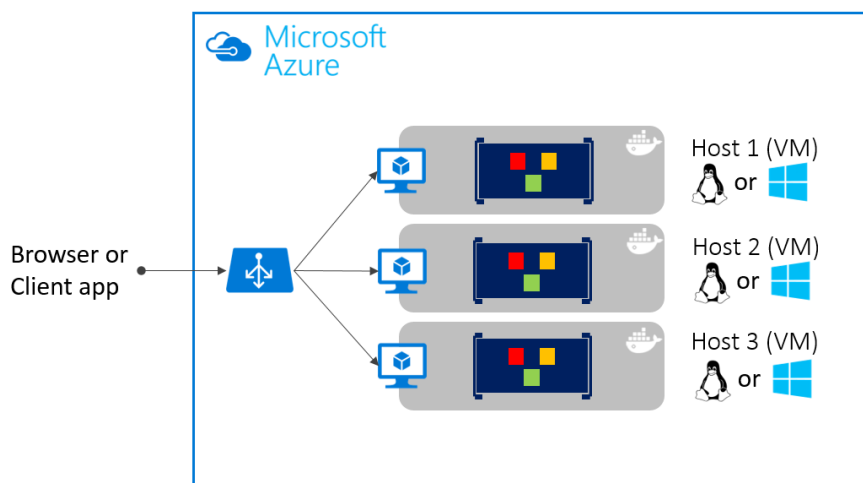 Microsoft
Azure
Host 1 (VM)
or
Browser or
Client app
Host 2 (VM)
or
Host 3 (VM)
or